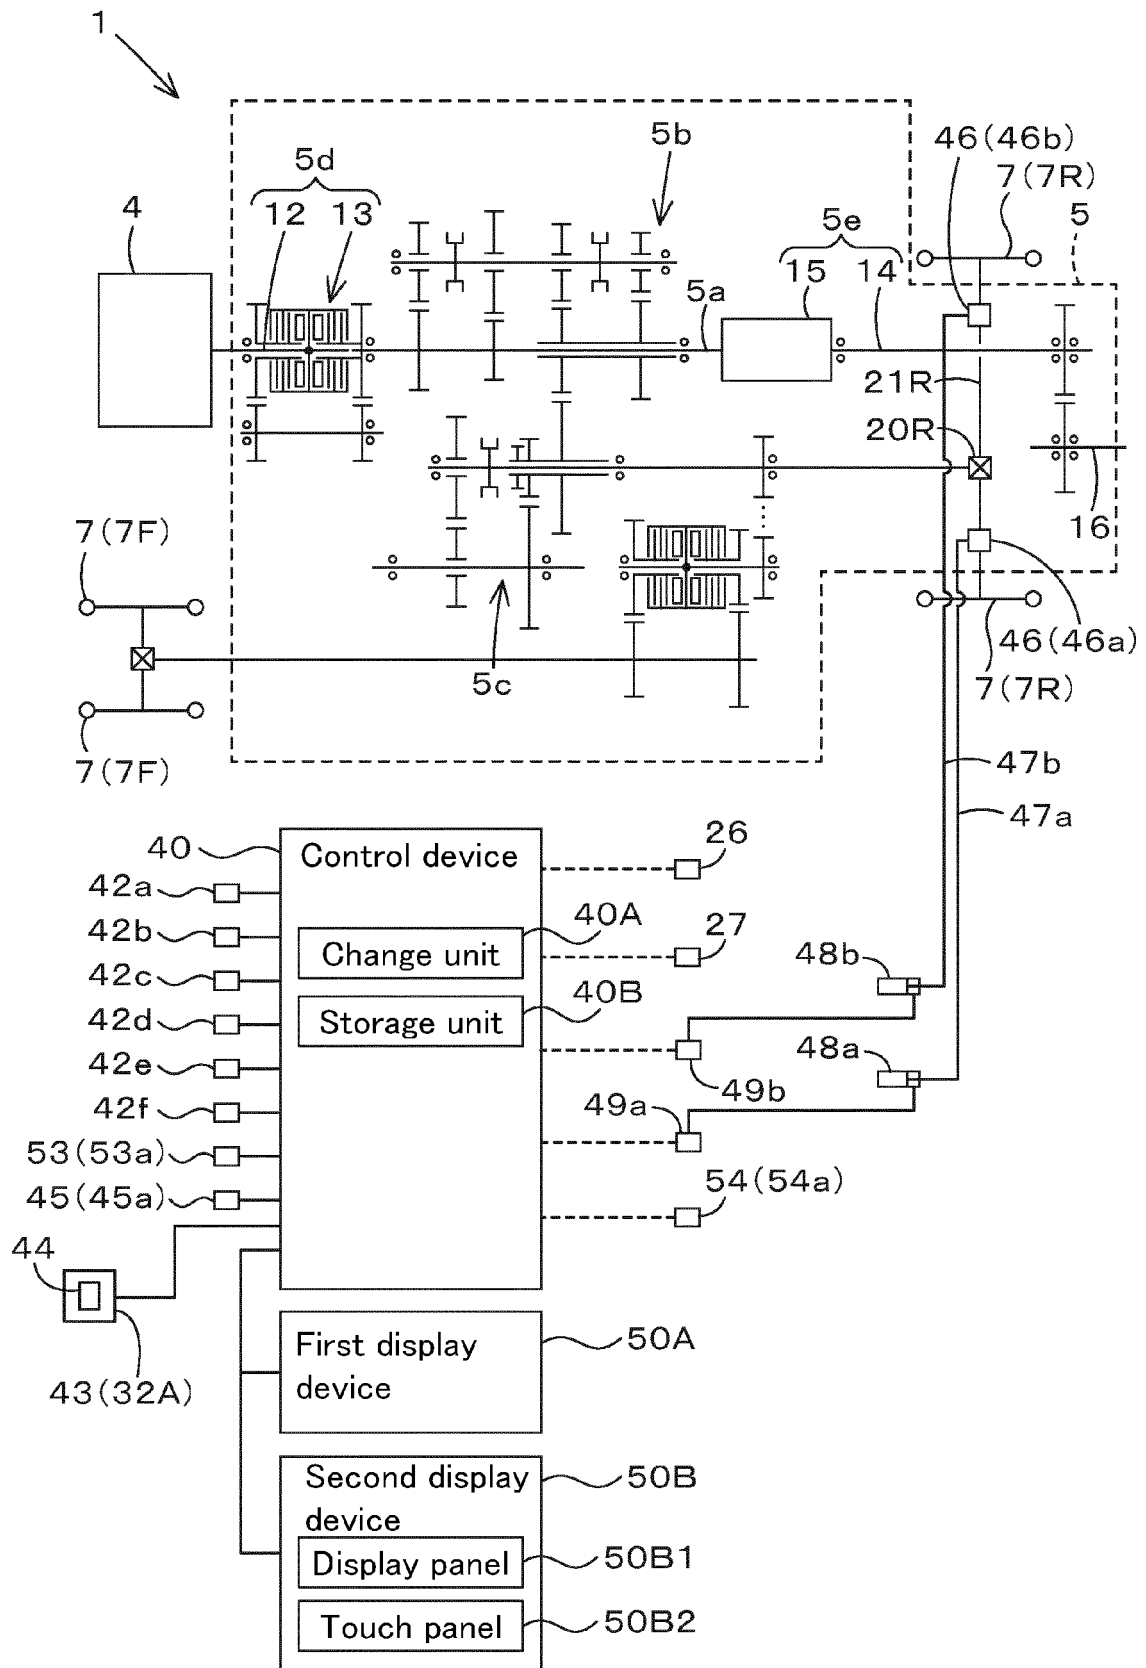 1
5d
5b
46(46b)
7(7R)
5
4
12
13
5e
15
14
5a
21R
20R
16
7(7F)
5c
46(46a)
7(7R)
7(7F)
47b
47a
40
Control device
26
42a
40A
27
42b
Change unit
48b
42c
40B
42d
Storage unit
48a
42e
49b
42f
49a
53(53a)
45(45a)
54(54a)
44
First display
device
50A
43(32A)
Second display
device
50B
Display panel
50B1
Touch panel
50B2